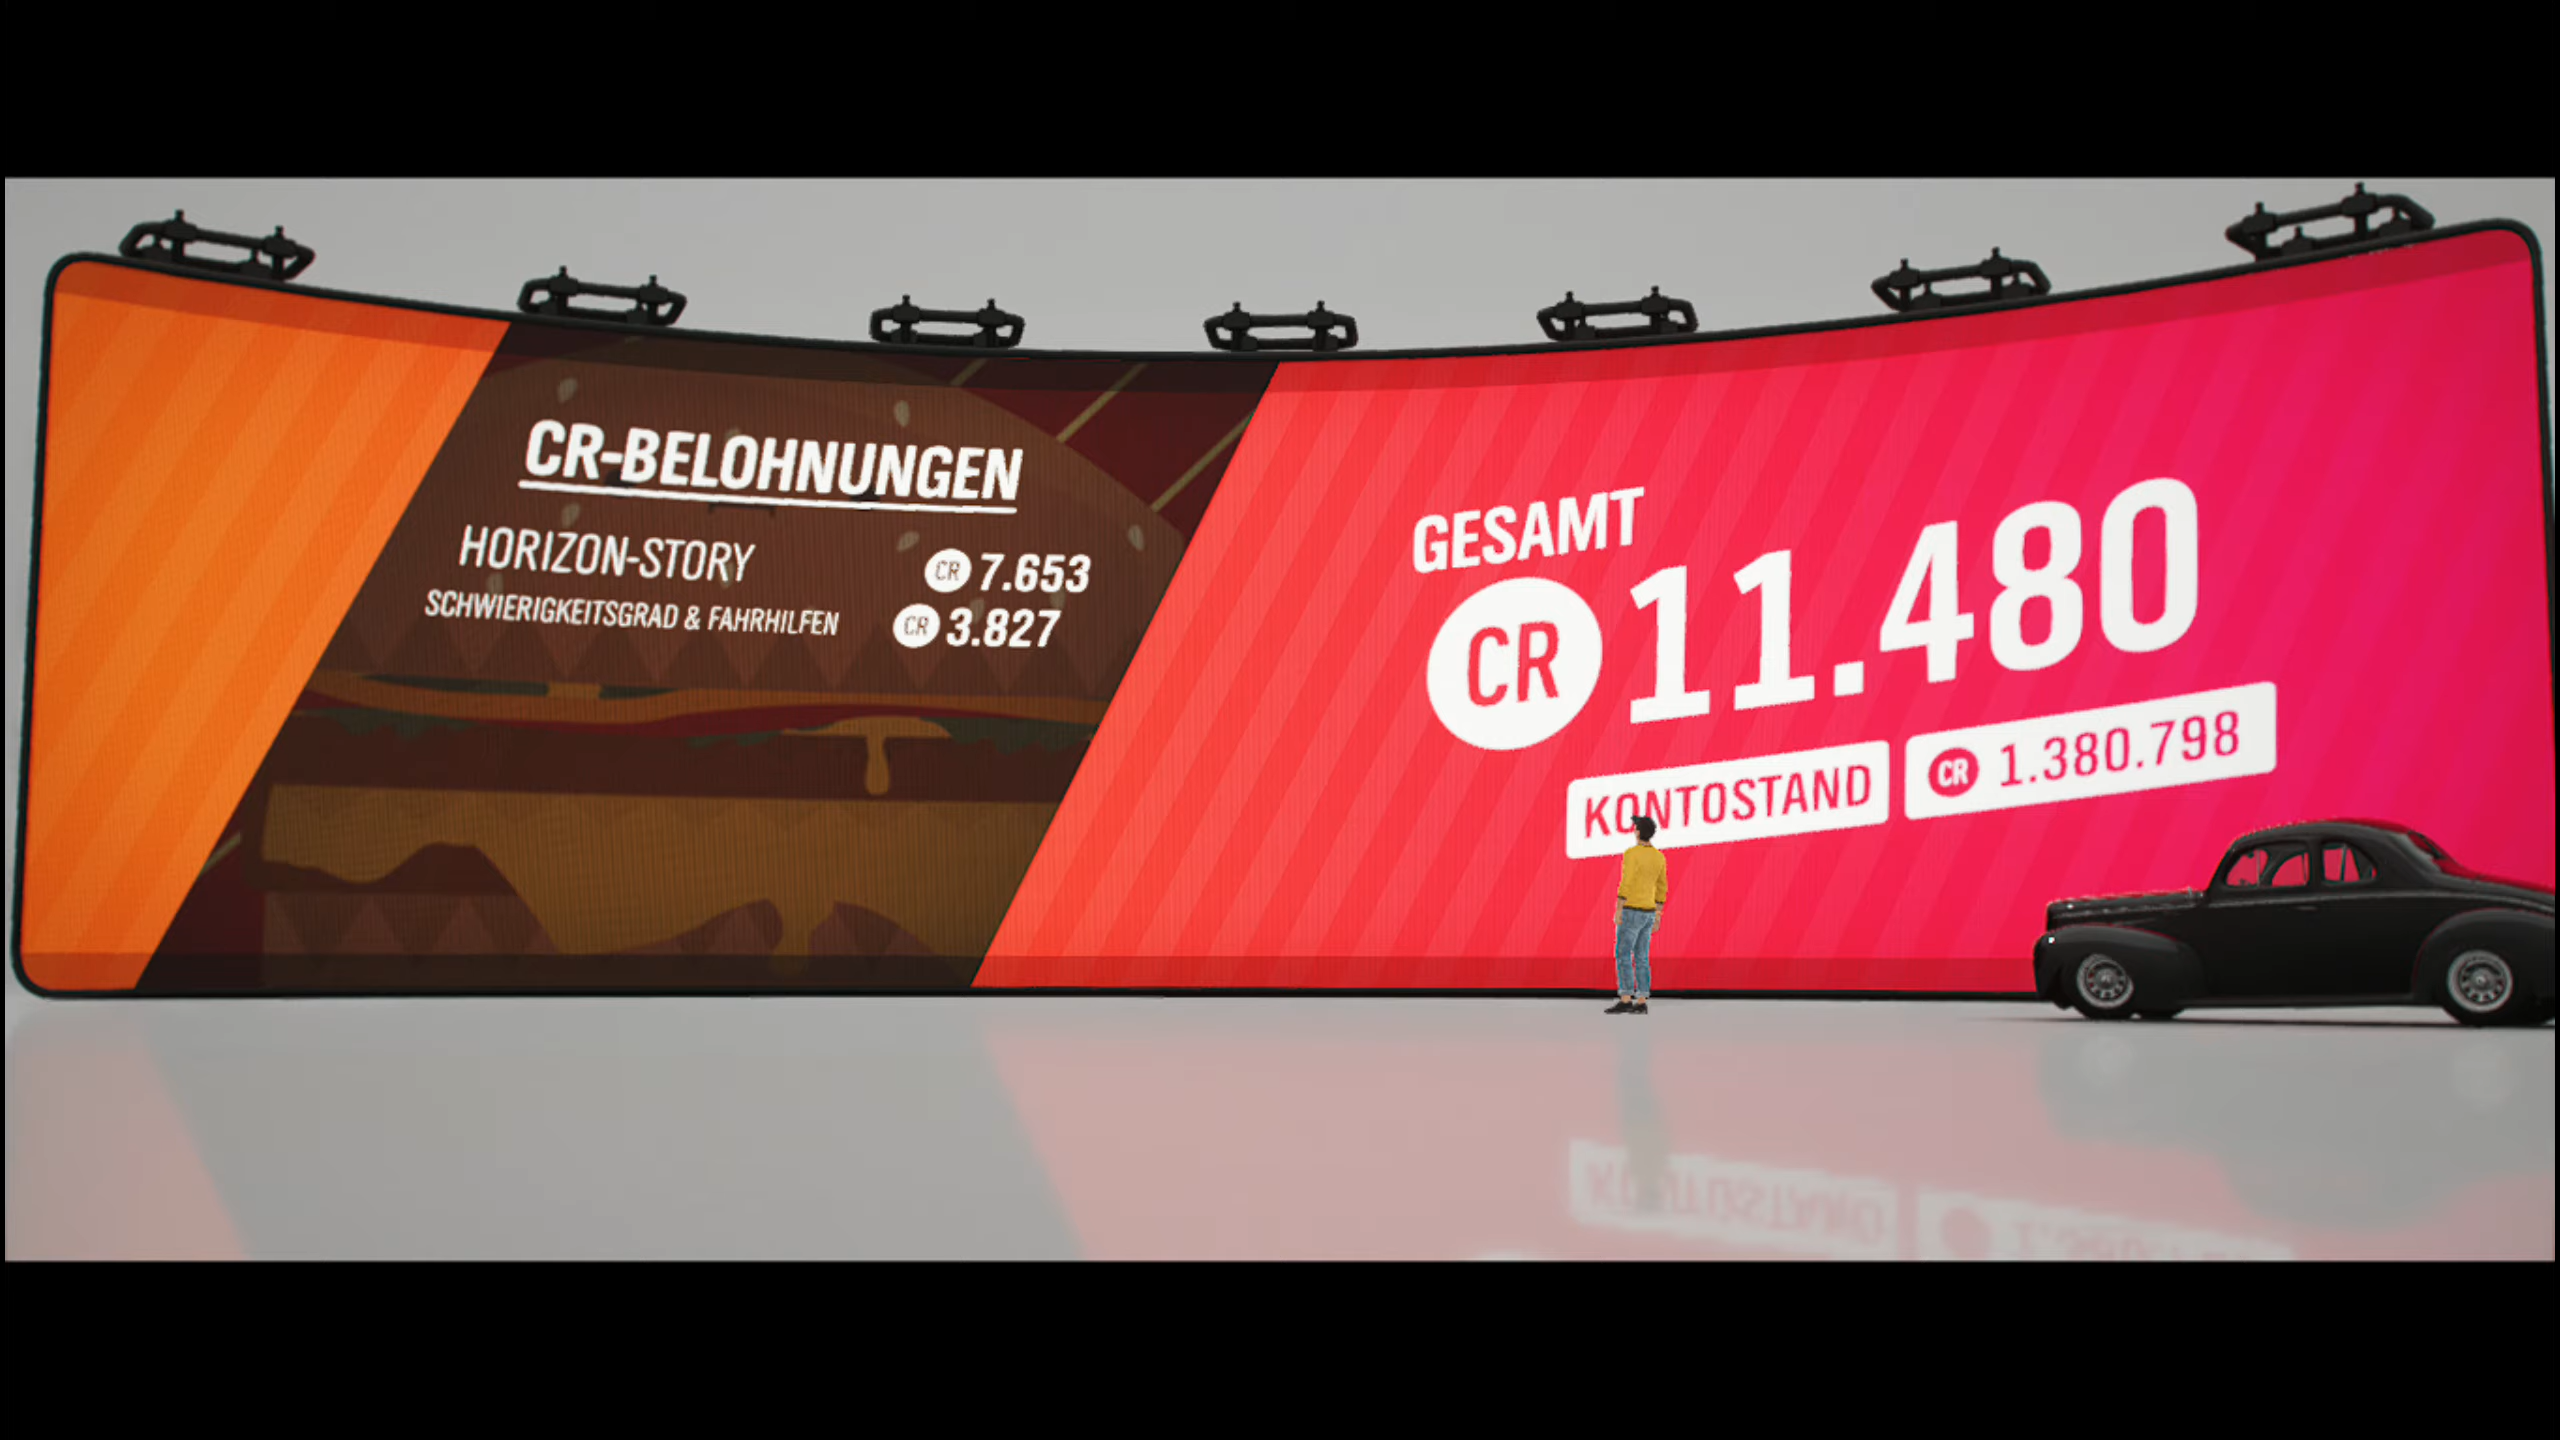 CR-BELOHNUNGEN
HORIZON-STORY CR 7.653
SCHWIERIGKEITSGRAD & FAHRHILFEN CR 3.827
GESAMT
CR 11.480
KONTOSTAND CR 1.380.798